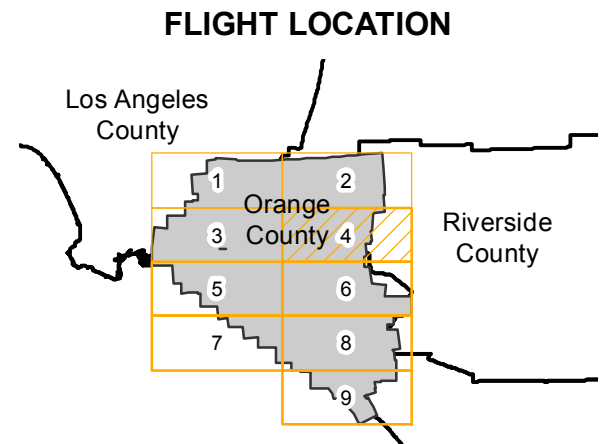 FLIGHT LOCATION
Los Angeles
County
1
2
Orange
County
3
4
Riverside
County
5
6
7
8
9